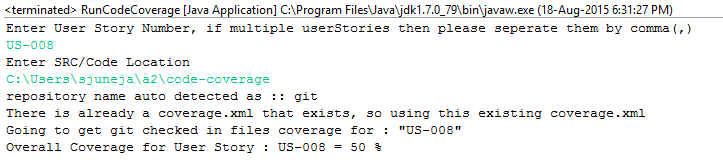 <terminated> RunCodeCoverage [Java Application] C:\Program Files\Java\jdk1.7.0_79\bin\javaw.exe (18-Aug-2015 6:31:27 PM)
Enter User Story Number, if multiple userStories then please seperate them by comma(,)
US-008
Enter SRC/Code Location
C:\Users\sjuneja\a2\code-coverage
repository name auto detected as :: git
There is already a coverage.xml that exists, so using this existing coverage.xml
Going to get git checked in files coverage for : "US-008"
Overall Coverage for User Story : US-008 = 50 %